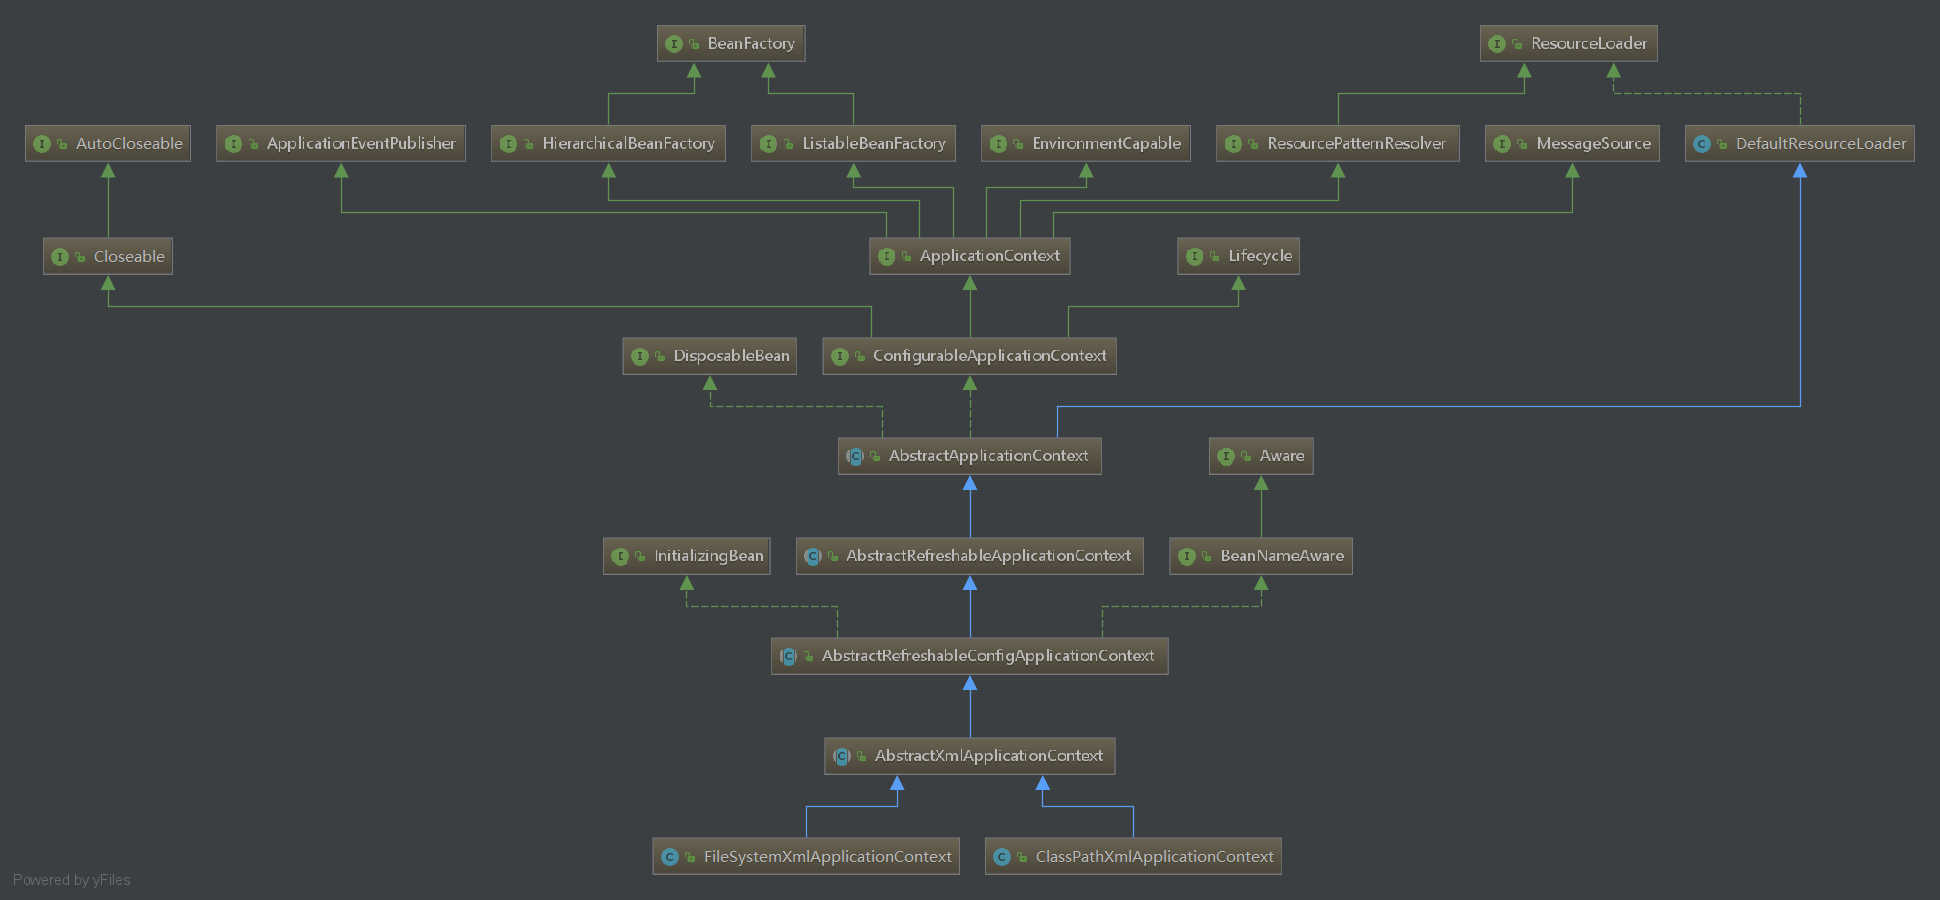 BeanFactory
ResourceLoader
AutoCloseable
ApplicationEventPublisher
HierarchicalBeanFactory
ListableBeanFactory
EnvironmentCapable
ResourcePatternResolver
MessageSource
DefaultResourceLoader
Closeable
ApplicationContext
Lifecycle
DisposableBean
ConfigurableApplicationContext
AbstractApplicationContext
Aware
InitializingBean
AbstractRefreshableApplicationContext
BeanNameAware
AbstractRefreshableConfigApplicationContext
AbstractXmlApplicationContext
FileSystemXmlApplicationContext
ClassPathXmlApplicationContext
Powered by yFiles